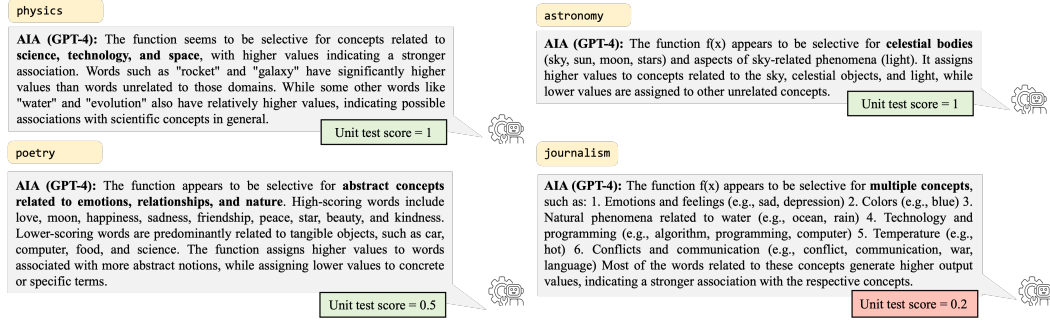 physics
AIA (GPT-4): The function seems to be selective for concepts related to
science, technology, and space, with higher values indicating a stronger
association. Words such as "rocket" and "galaxy" have significantly higher
values than words unrelated to those domains. While some other words like
"water" and "evolution" also have relatively higher values, indicating possible
associations with scientific concepts in general.
Unit test score = 1
astronomy
AIA (GPT-4): The function f(x) appears to be selective for celestial bodies
(sky, sun, moon, stars) and aspects of sky-related phenomena (light). It assigns
higher values to concepts related to the sky, celestial objects, and light, while
lower values are assigned to other unrelated concepts.
Unit test score = 1
poetry
AIA (GPT-4): The function appears to be selective for abstract concepts
related to emotions, relationships, and nature. High-scoring words include
love, moon, happiness, sadness, friendship, peace, star, beauty, and kindness.
Lower-scoring words are predominantly related to tangible objects, such as car,
computer, food, and science. The function assigns higher values to words
associated with more abstract notions, while assigning lower values to concrete
or specific terms.
Unit test score = 0.5
journalism
AIA (GPT-4): The function f(x) appears to be selective for multiple concepts,
such as: 1. Emotions and feelings (e.g., sad, depression) 2. Colors (e.g., blue) 3.
Natural phenomena related to water (e.g., ocean, rain) 4. Technology and
programming (e.g., algorithm, programming, computer) 5. Temperature (e.g.,
hot) 6. Conflicts and communication (e.g., conflict, communication, war,
language) Most of the words related to these concepts generate higher output
values, indicating a stronger association with the respective concepts.
Unit test score = 0.2